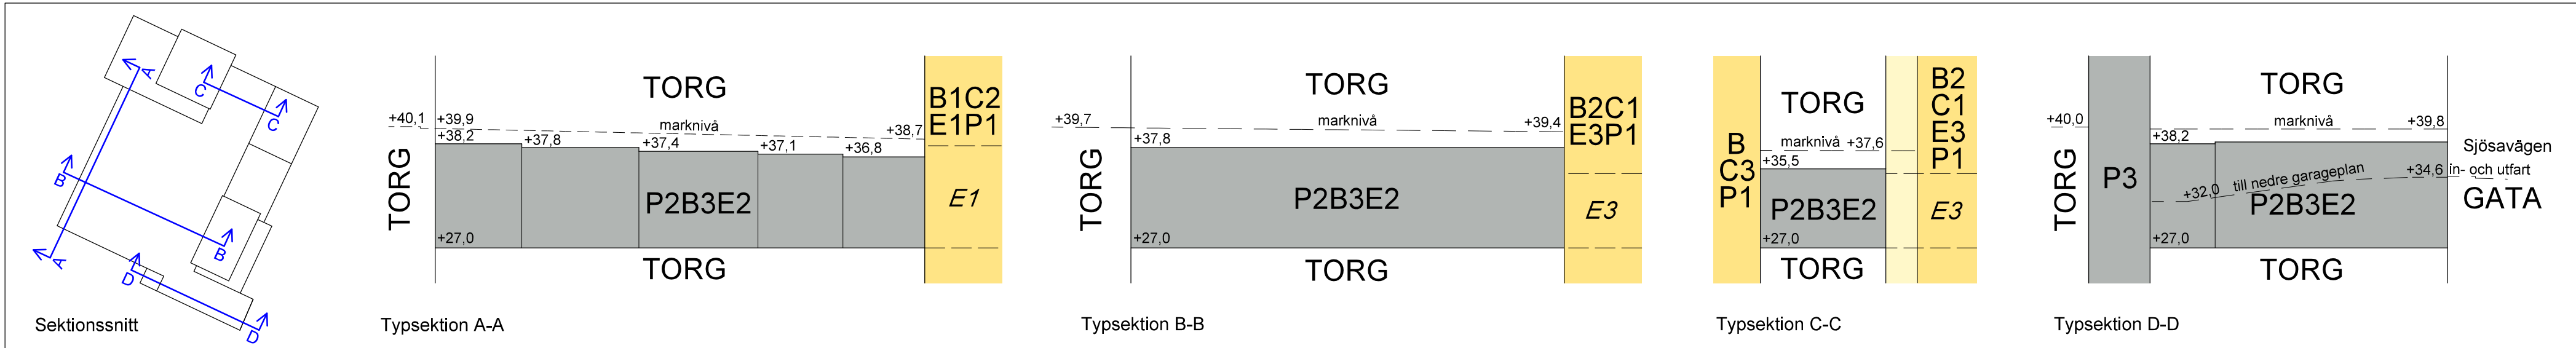 A
A
B
B
C
C
D
D
Sektionssnitt
TORG
+40,1
+39,9
marknivå
+38,7
+38,2
+37,8
+37,4
+37,1
+36,8
B1C2
E1P1
TORG
P2B3E2
E1
+27,0
TORG
Typsektion A-A
TORG
+39,7
marknivå
+39,4
+37,8
B2C1
E3P1
TORG
P2B3E2
E3
+27,0
TORG
Typsektion B-B
B
C3
P1
TORG
marknivå
+37,6
+35,5
P2B3E2
+27,0
TORG
B2
C1
E3
P1
E3
Typsektion C-C
TORG
+40,0
marknivå
+39,8
+38,2
Sjösavägen
TORG
P3
+32,0
till nedre garageplan
+34,6
in- och utfart
P2B3E2
GATA
+27,0
TORG
Typsektion D-D